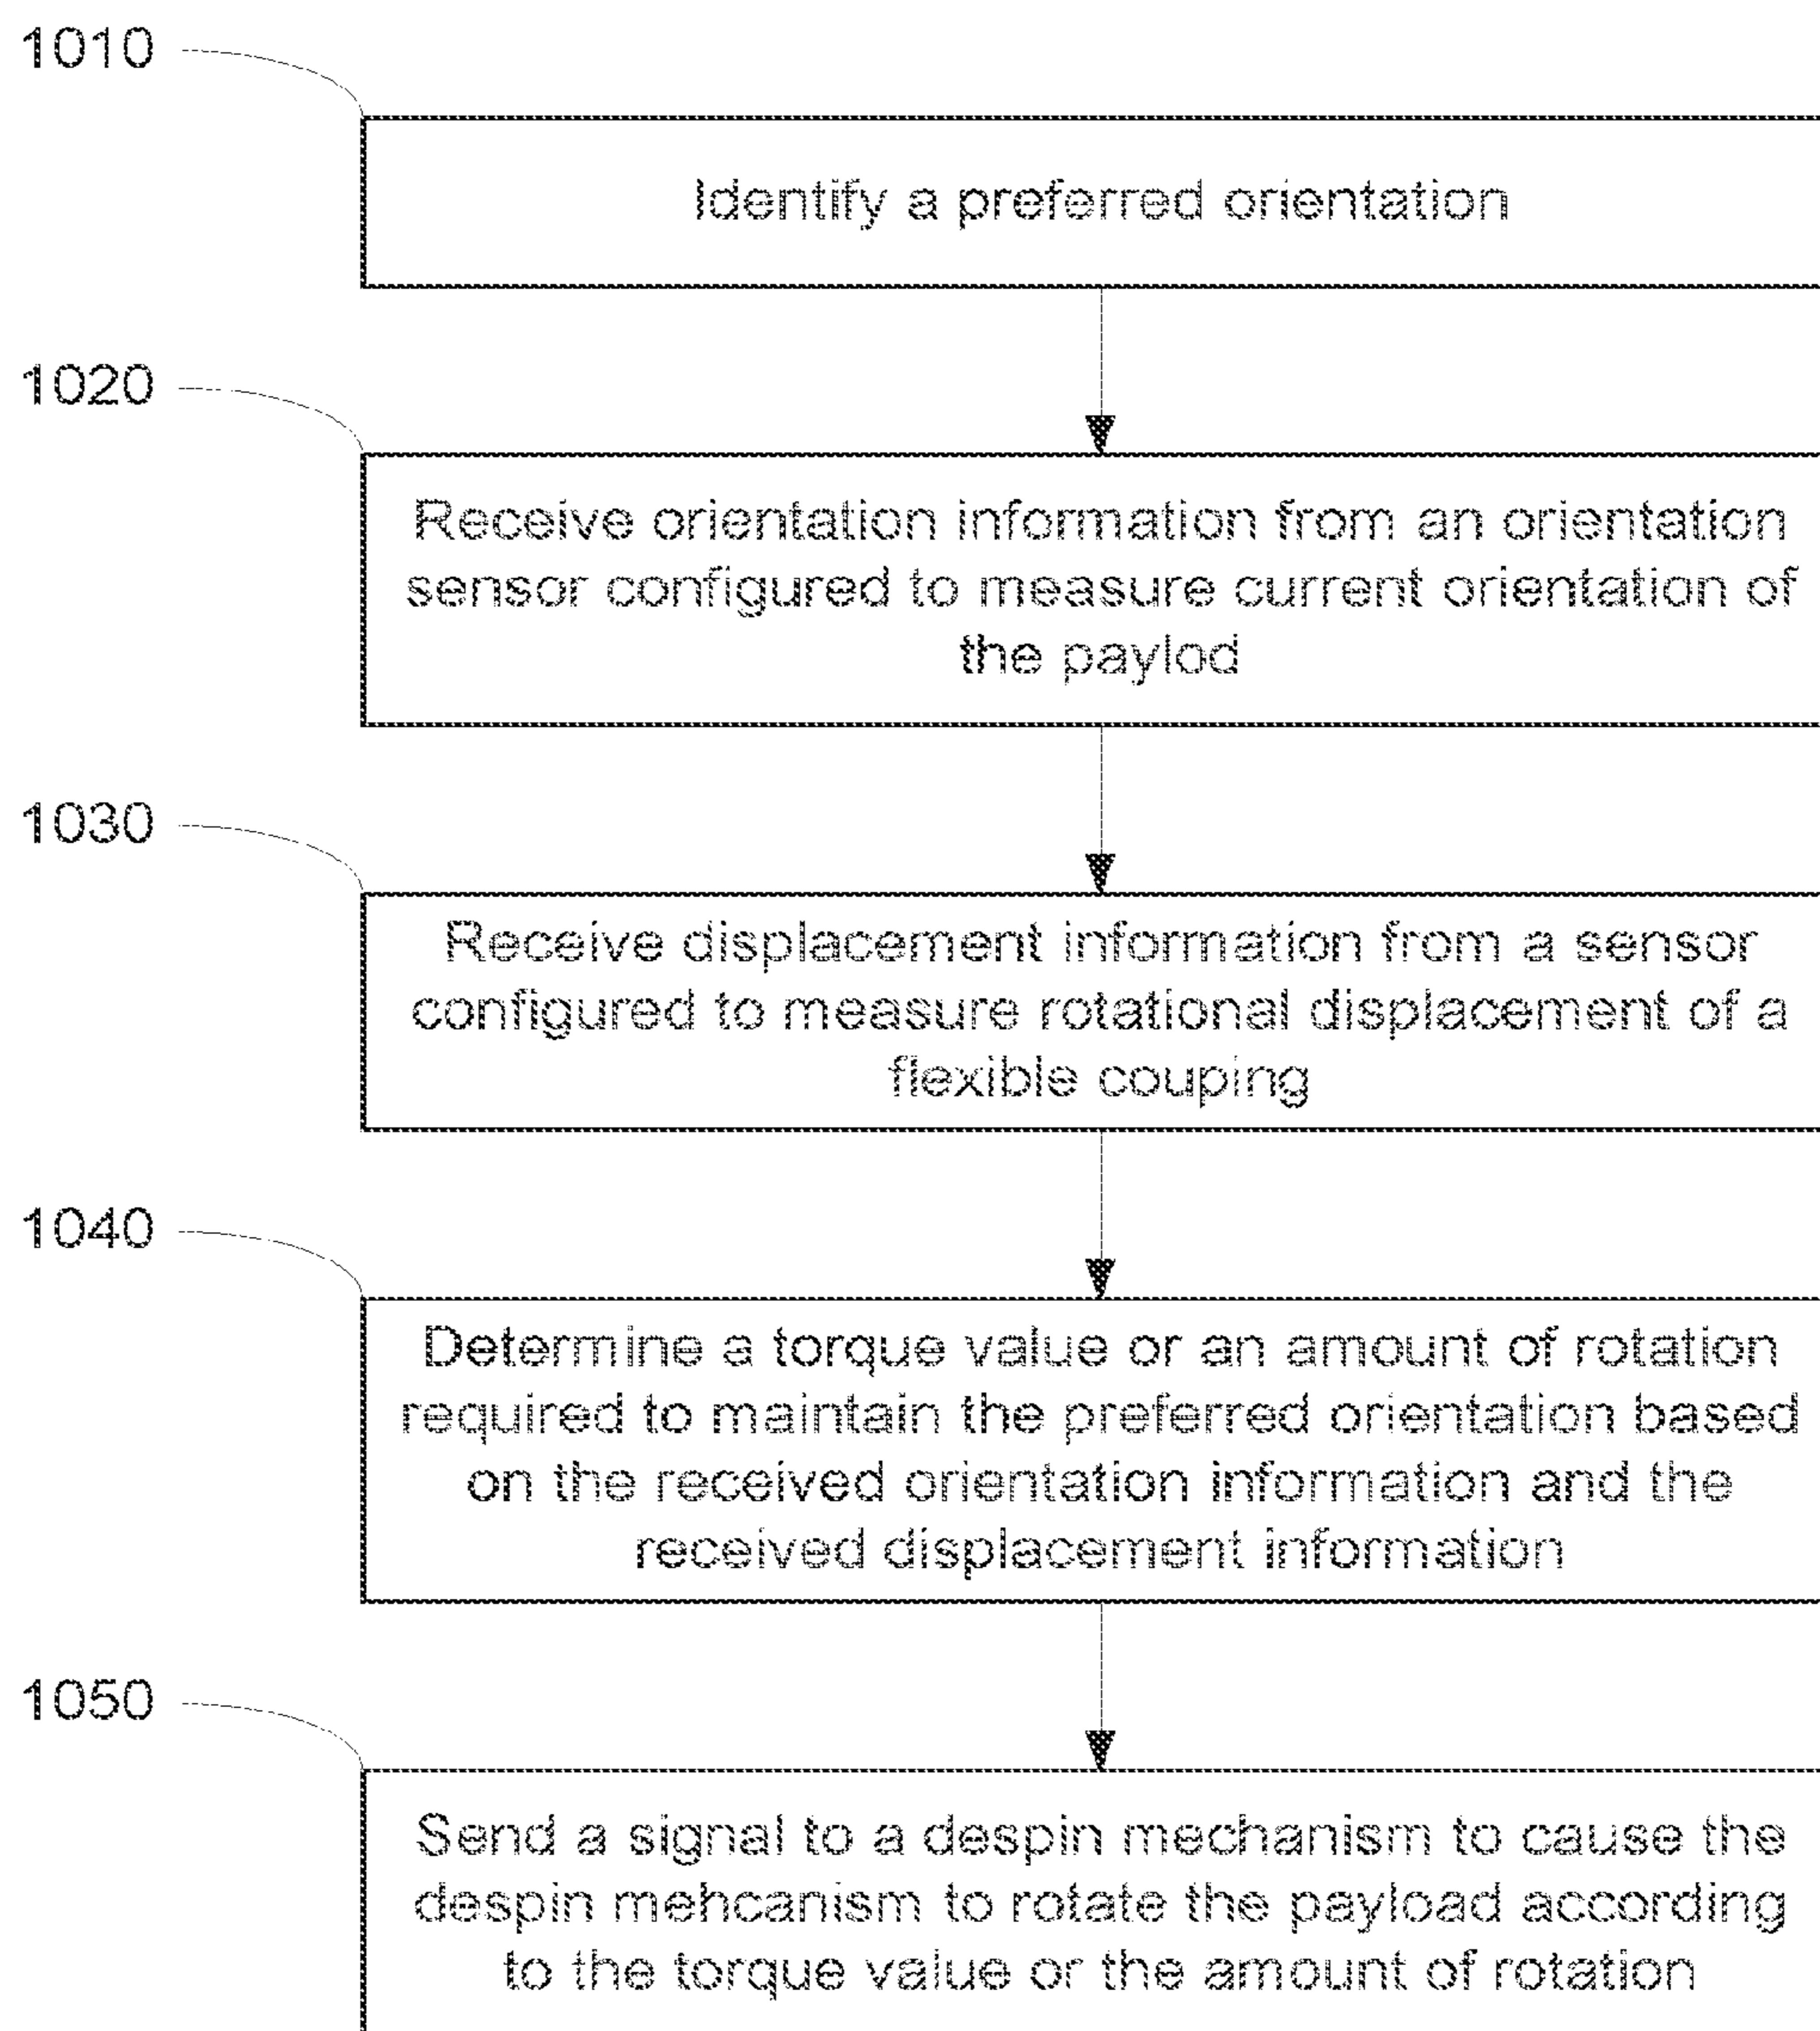 1010
Identify a preferred orientation
1020
Receive orientation information from an orientation
sensor configured to measure current orientation of
the paylod
1030
Receive displacement information from a sensor
configured to measure rotational displacement of a
flexible couping
1040
Determine a torque value or an amount of rotation
required to maintain the preferred orientation based
on the received orientation information and the
received displacement information
1050
Send a signal to a despin mechanism to cause the
despin mehcanism to rotate the payload according
to the torque value or the amount of rotation